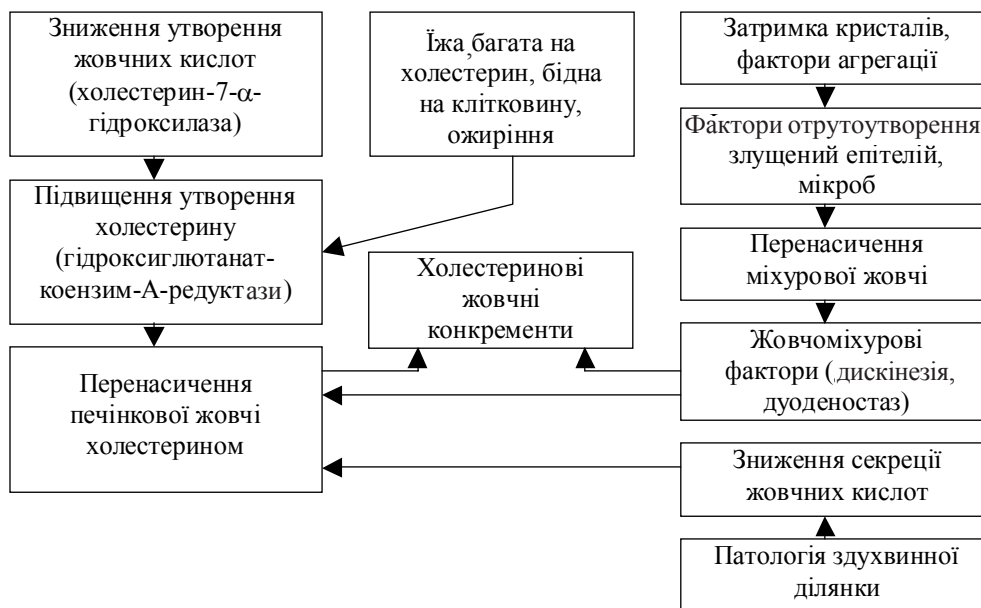 Зниження утворення
жовчних кислот
(холестерин-7-α-
гідроксилаза)
Підвищення утворення
холестерину
(гідроксиглютанат-
коензим-А-редуктази)
Перенасичення
печінкової жовчі
холестерином
Їжа,багата на
холестерин, бідна
на клітковину,
ожиріння
Холестеринові
жовчні
конкременти
Затримка кристалів,
фактори агрегації
Фактори отрутоутворення
злущений епітелій,
мікроб
Перенасичення
міхурової жовчі
Жовчоміхурові
фактори (дискінезія,
дуоденостаз)
Зниження секреції
жовчних кислот
Патологія здухвинної
ділянки